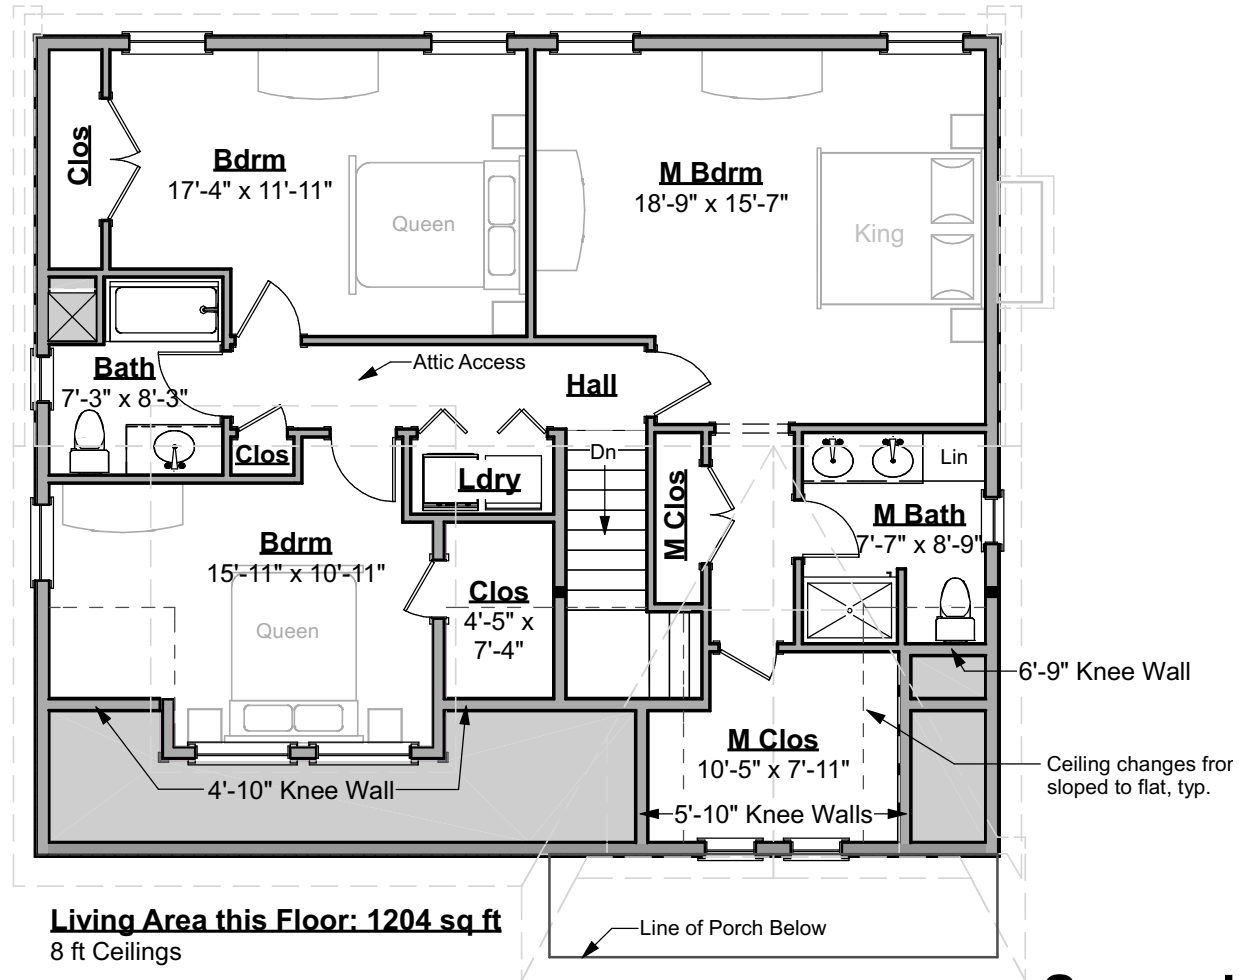 Clos
Bdrm
17'-4" x 11'-11"
Queen
M Bdrm
18'-9" x 15'-7"
King
Bath
7'-3" x 8'-3"
Attic Access
Hall
Clos
Ldry
Dn
M Clos
Lin
M Bath
7'-7" x 8'-9"
Bdrm
15'-11" x 10'-11"
Queen
Clos
4'-5" x
7'-4"
6'-9" Knee Wall
M Clos
10'-5" x 7'-11"
Ceiling changes from
sloped to flat, typ.
4'-10" Knee Wall
5'-10" Knee Walls
Living Area this Floor: 1204 sq ft
8 ft Ceilings
Line of Porch Below